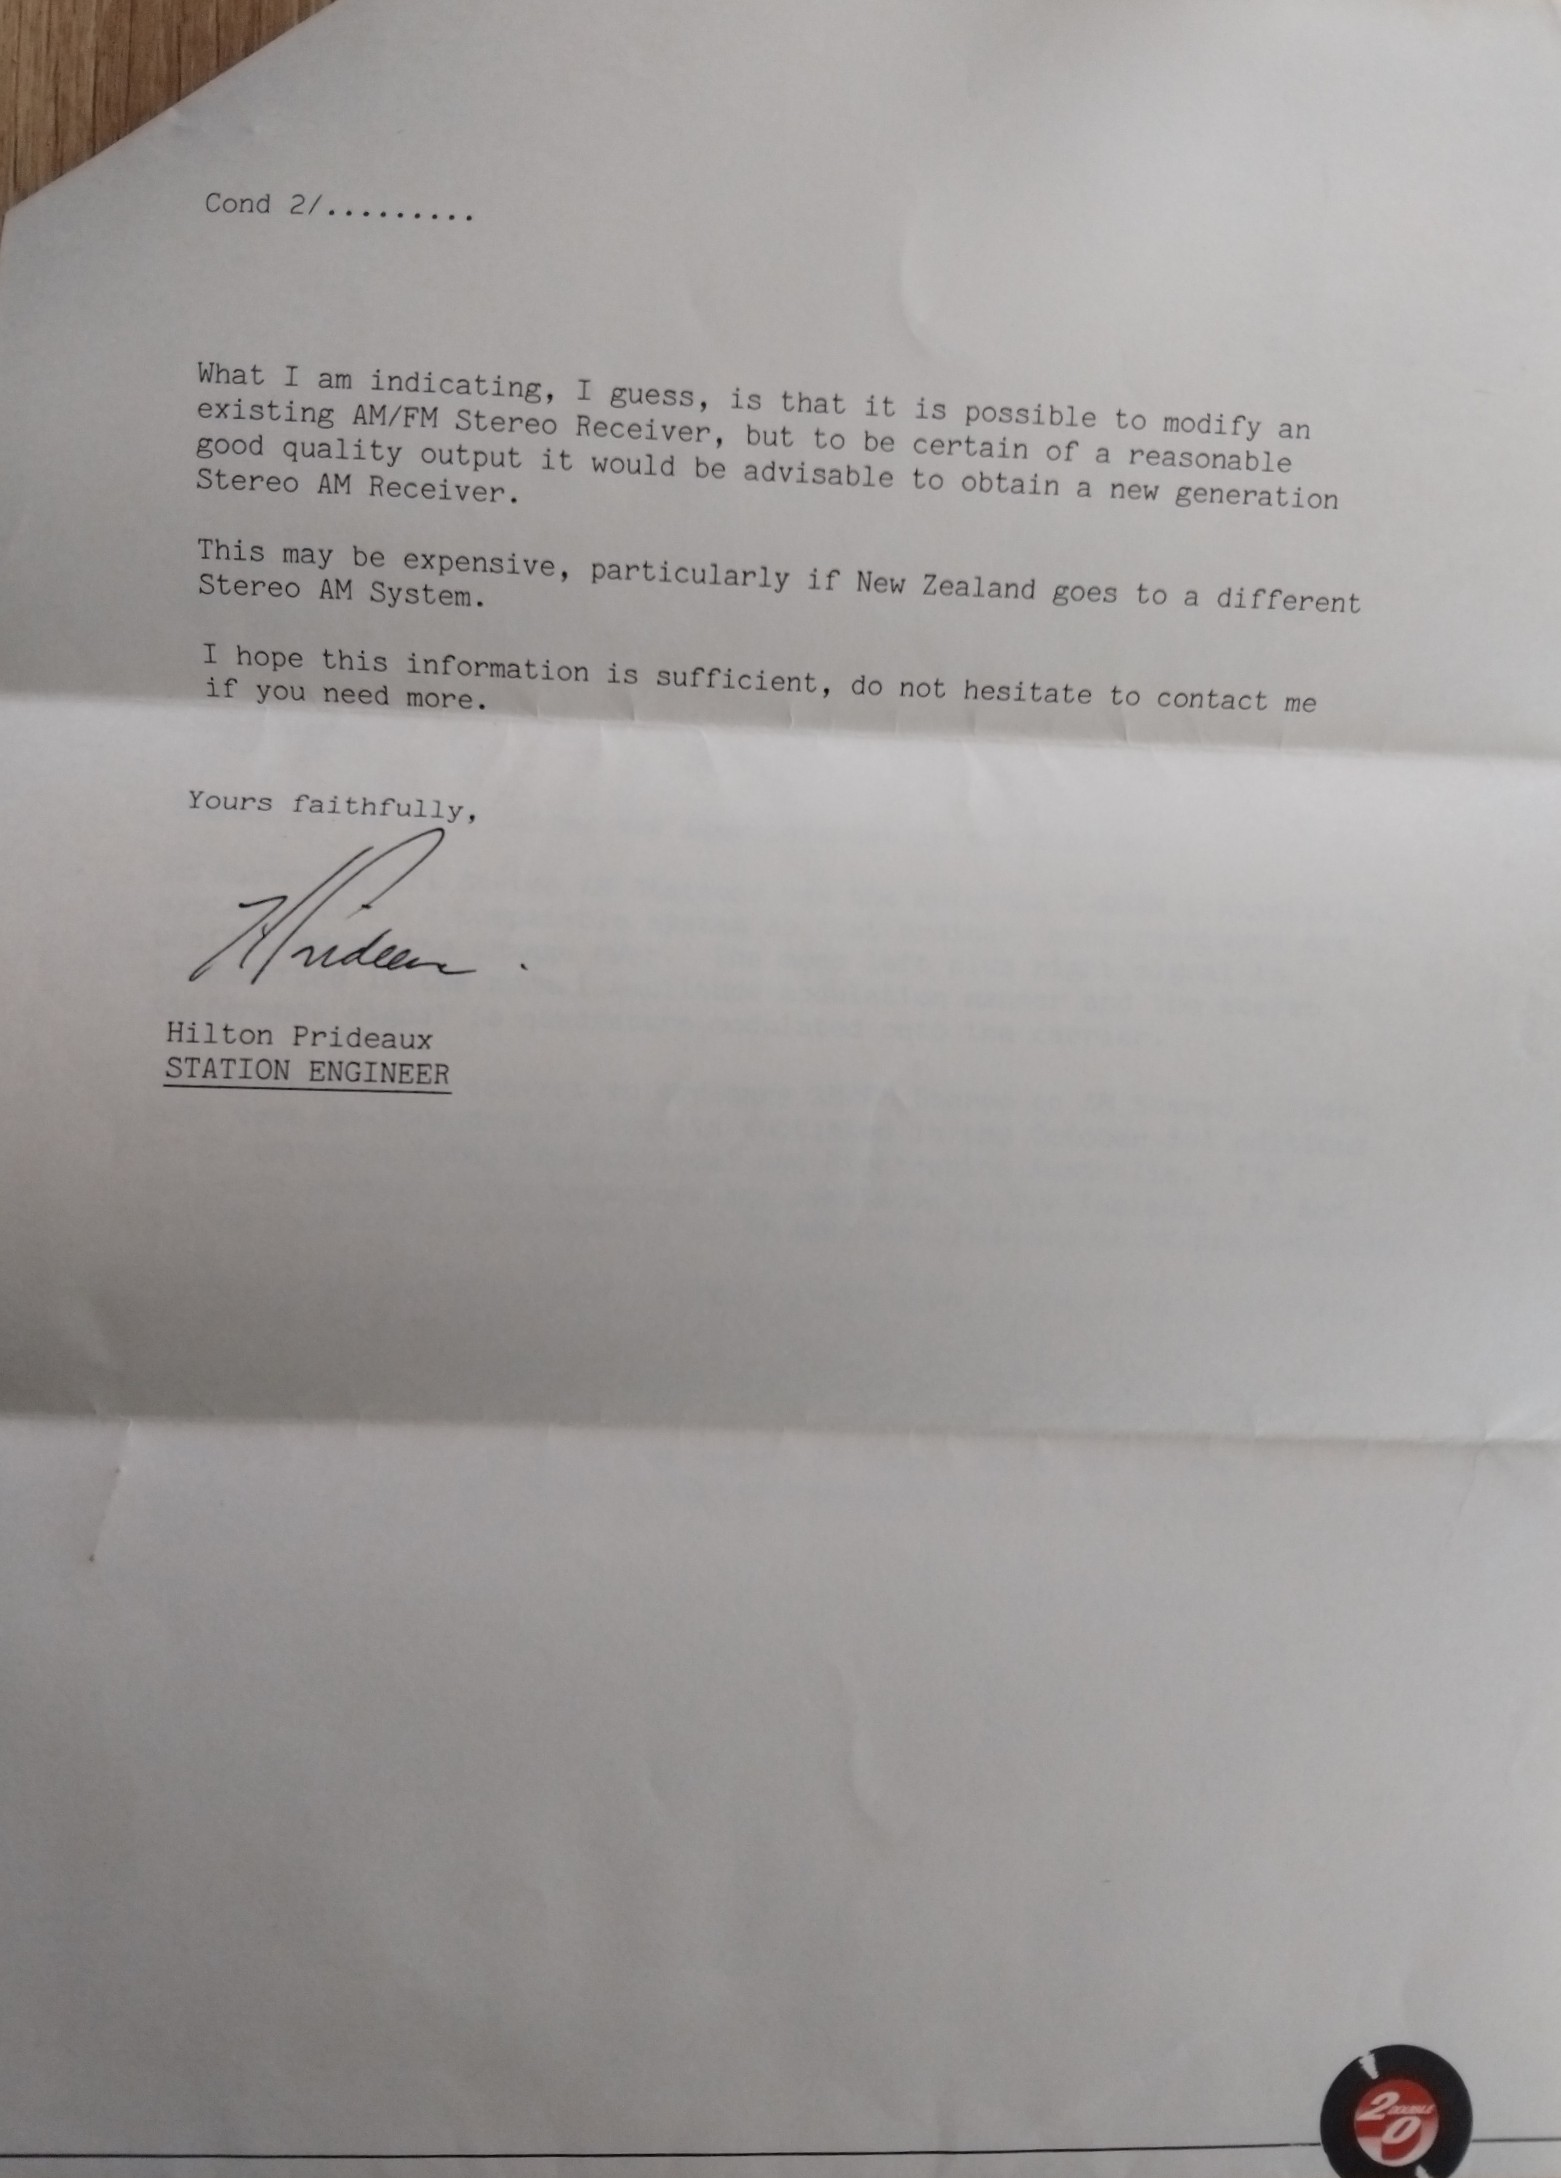 Cond 2/.........
What I am indicating, I guess, is that it is possible to modify an
existing AM/FM Stereo Receiver, but to be certain of a reasonable
good quality output it would be advisable to obtain a new generation
Stereo AM Receiver.
This may be expensive, particularly if New Zealand goes to a different
Stereo AM System.
I hope this information is sufficient, do not hesitate to contact me
if you need more.
Yours faithfully,
Hilton Prideaux
STATION ENGINEER
2 DOUBLE
0